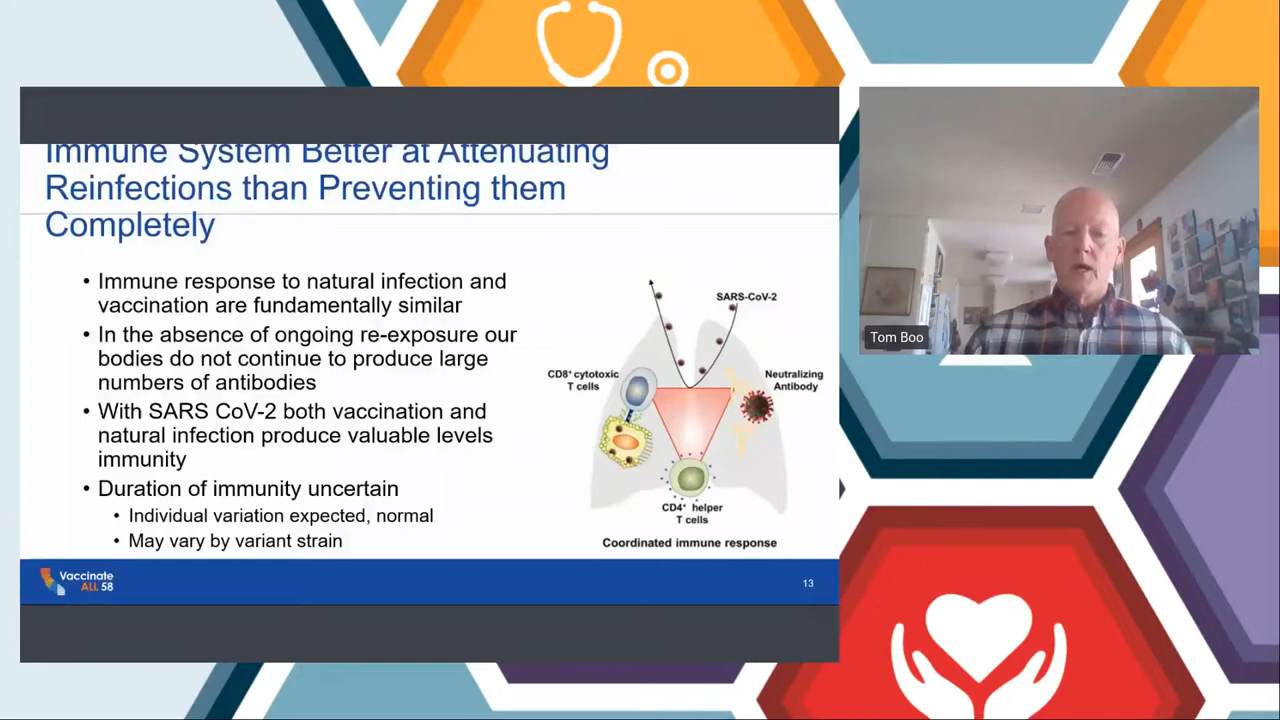 Immune System Better at Attenuating
Reinfections than Preventing them
Completely
• Immune response to natural infection and
vaccination are fundamentally similar
• In the absence of ongoing re-exposure our
bodies do not continue to produce large
numbers of antibodies
• With SARS CoV-2 both vaccination and
natural infection produce valuable levels
immunity
• Duration of immunity uncertain
• Individual variation expected, normal
• May vary by variant strain
SARS-CoV-2
CD8+ cytotoxic
T cells
Neutralizing
Antibody
CD4+ helper
T cells
Coordinated immune response
Vaccinate
ALL 58
13
Tom Boo